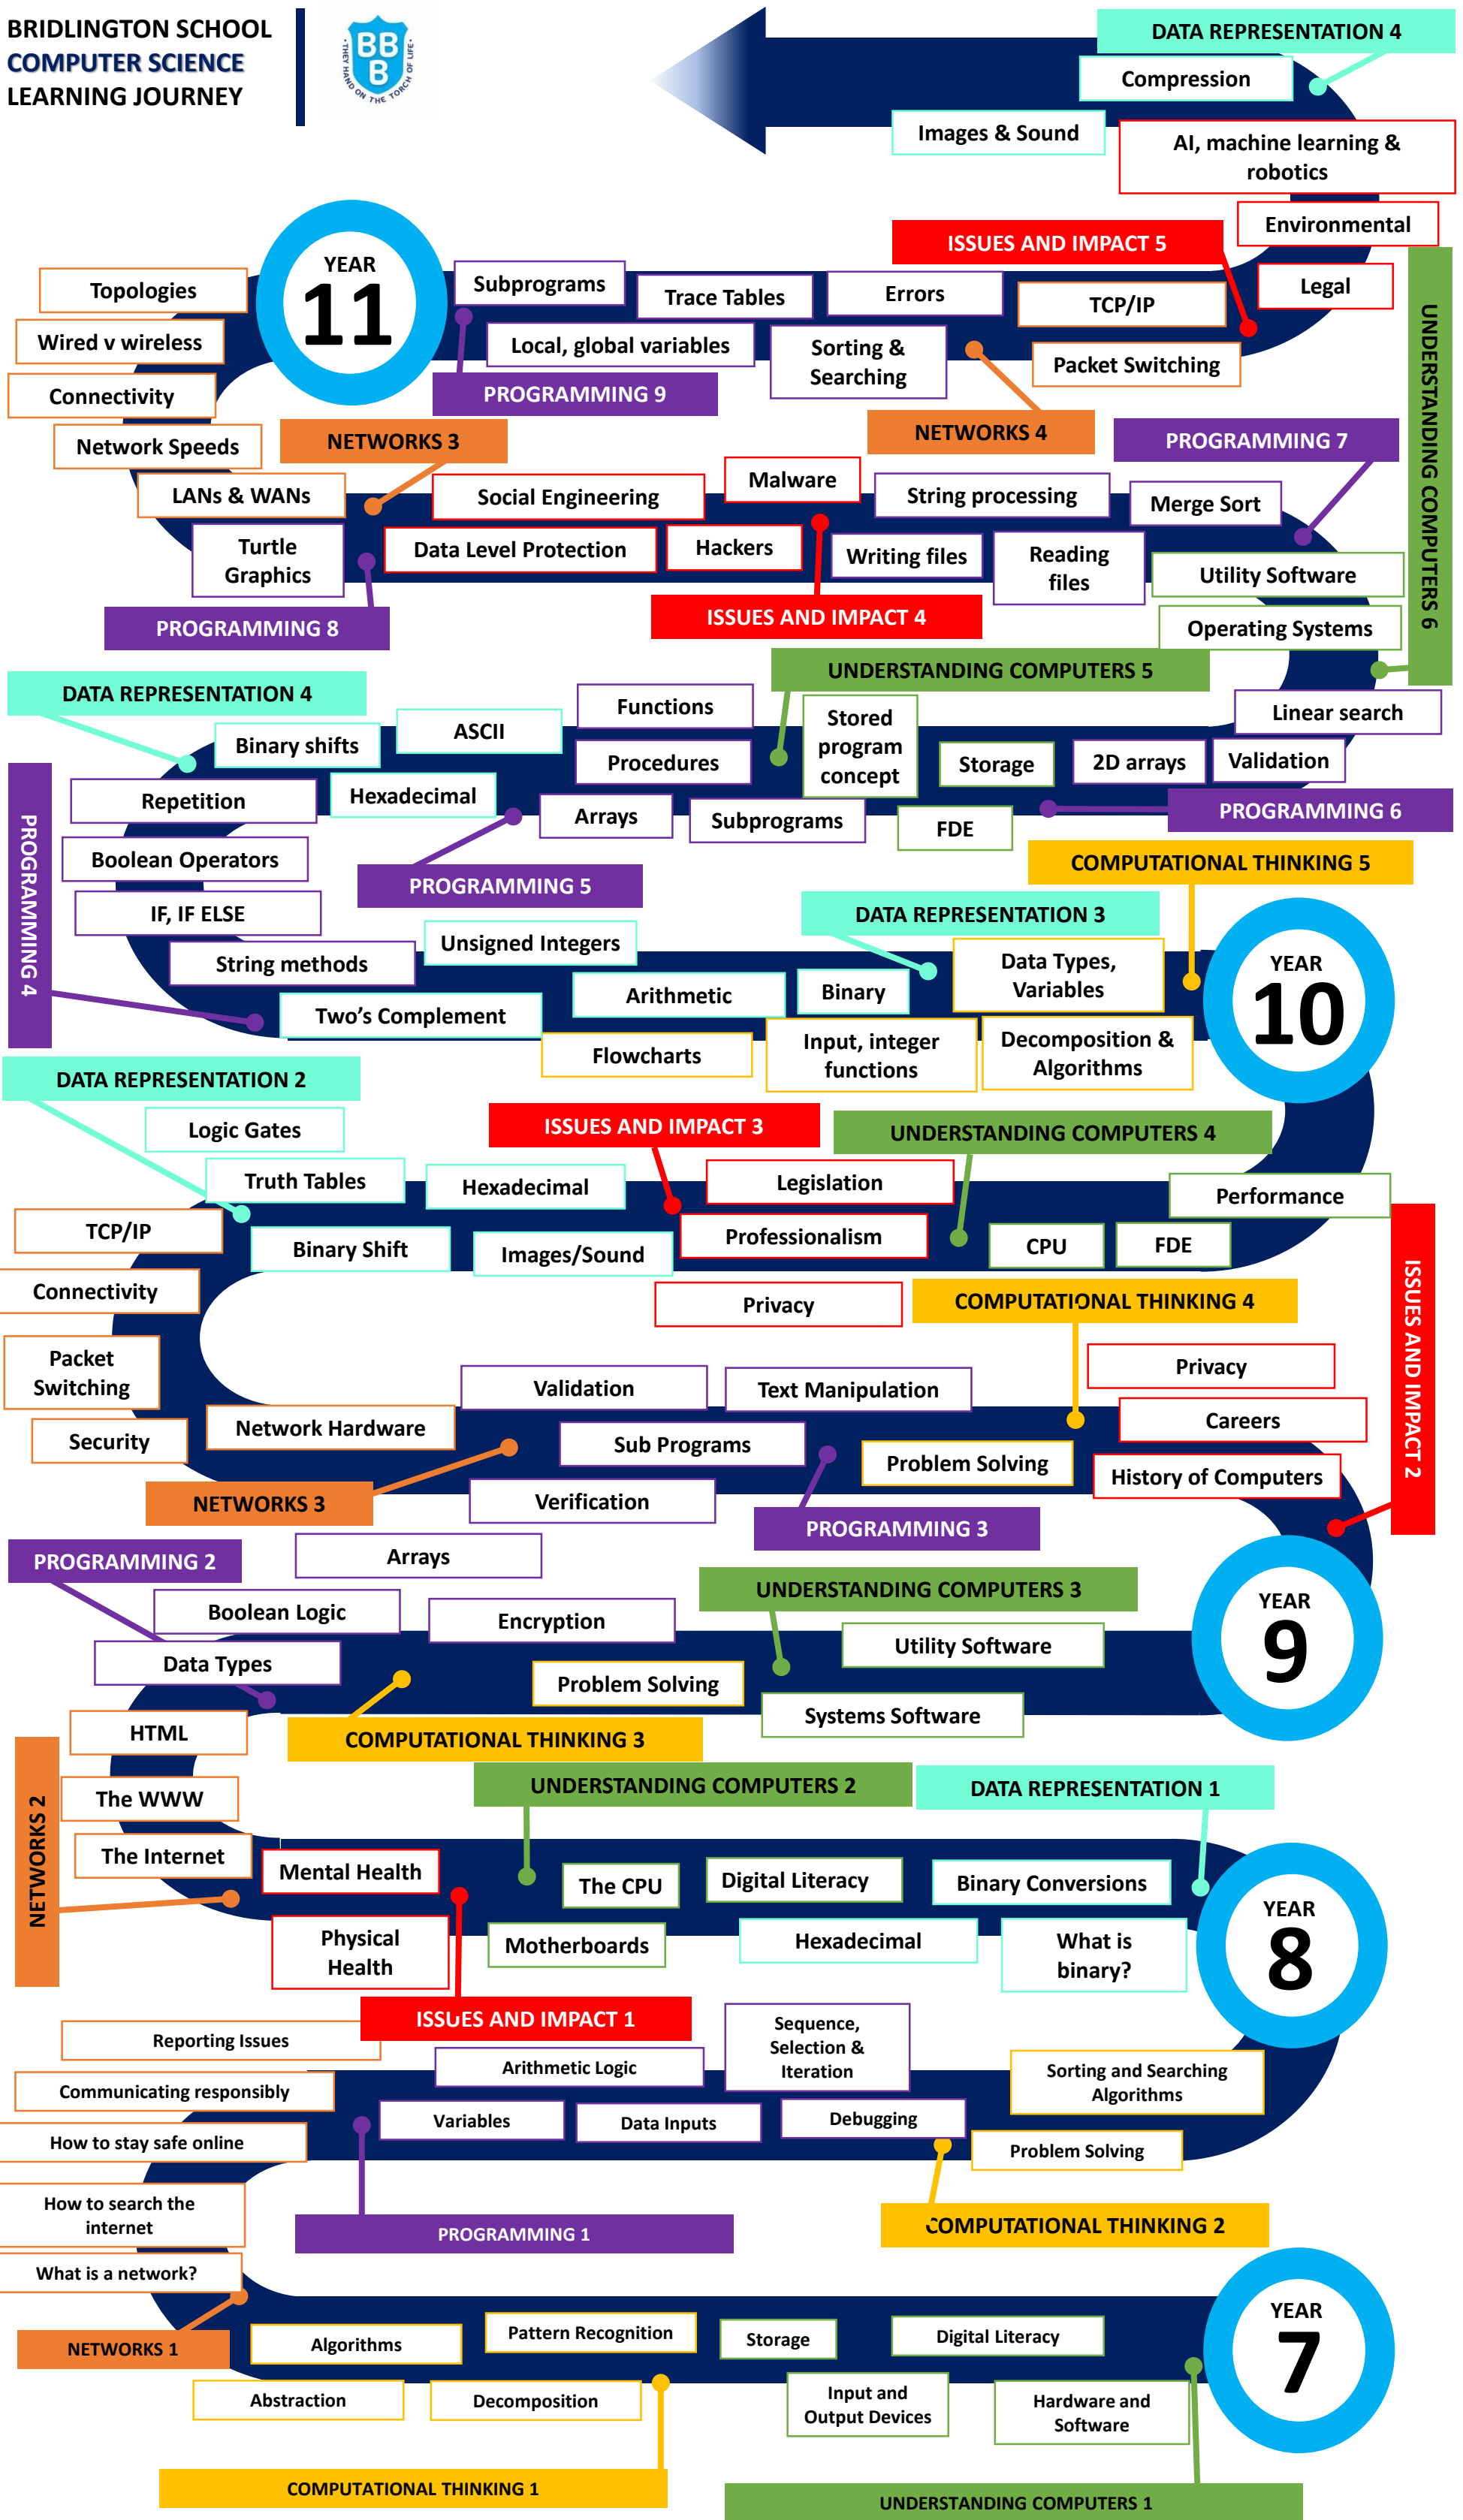 BRIDLINGTON SCHOOL
COMPUTER SCIENCE
LEARNING JOURNEY
BB
B
THEY HAND ON THE TORCH OF LIFE
DATA REPRESENTATION 4
Compression
Images & Sound
AI, machine learning &
robotics
Environmental
ISSUES AND IMPACT 5
Legal
UNDERSTANDING COMPUTERS 6
YEAR
11
Subprograms
Trace Tables
Errors
TCP/IP
Topologies
Wired v wireless
Local, global variables
Sorting &
Searching
Packet Switching
Connectivity
PROGRAMMING 9
Network Speeds
NETWORKS 3
NETWORKS 4
PROGRAMMING 7
LANs & WANs
Social Engineering
Malware
String processing
Merge Sort
Turtle
Graphics
Data Level Protection
Hackers
Writing files
Reading
files
Utility Software
PROGRAMMING 8
ISSUES AND IMPACT 4
Operating Systems
UNDERSTANDING COMPUTERS 5
DATA REPRESENTATION 4
Functions
Stored
program
concept
Linear search
Binary shifts
ASCII
Procedures
Storage
2D arrays
Validation
Repetition
Hexadecimal
Arrays
Subprograms
FDE
PROGRAMMING 6
PROGRAMMING 4
Boolean Operators
PROGRAMMING 5
COMPUTATIONAL THINKING 5
IF, IF ELSE
DATA REPRESENTATION 3
String methods
Unsigned Integers
Data Types,
Variables
YEAR
10
Two's Complement
Arithmetic
Binary
Flowcharts
Input, integer
functions
Decomposition &
Algorithms
DATA REPRESENTATION 2
Logic Gates
ISSUES AND IMPACT 3
UNDERSTANDING COMPUTERS 4
Truth Tables
Hexadecimal
Legislation
Performance
TCP/IP
Binary Shift
Images/Sound
Professionalism
CPU
FDE
Connectivity
Privacy
COMPUTATIONAL THINKING 4
ISSUES AND IMPACT 2
Packet
Switching
Validation
Text Manipulation
Privacy
Security
Network Hardware
Sub Programs
Problem Solving
Careers
History of Computers
NETWORKS 3
Verification
PROGRAMMING 3
PROGRAMMING 2
Arrays
UNDERSTANDING COMPUTERS 3
YEAR
9
Boolean Logic
Encryption
Utility Software
Data Types
Problem Solving
Systems Software
HTML
COMPUTATIONAL THINKING 3
NETWORKS 2
The WWW
UNDERSTANDING COMPUTERS 2
DATA REPRESENTATION 1
The Internet
Mental Health
The CPU
Digital Literacy
Binary Conversions
YEAR
8
Physical
Health
Motherboards
Hexadecimal
What is
binary?
ISSUES AND IMPACT 1
Reporting Issues
Arithmetic Logic
Sequence,
Selection &
Iteration
Sorting and Searching
Algorithms
Communicating responsibly
Variables
Data Inputs
Debugging
How to stay safe online
Problem Solving
How to search the
internet
PROGRAMMING 1
COMPUTATIONAL THINKING 2
What is a network?
YEAR
7
NETWORKS 1
Algorithms
Pattern Recognition
Storage
Digital Literacy
Abstraction
Decomposition
Input and
Output Devices
Hardware and
Software
COMPUTATIONAL THINKING 1
UNDERSTANDING COMPUTERS 1